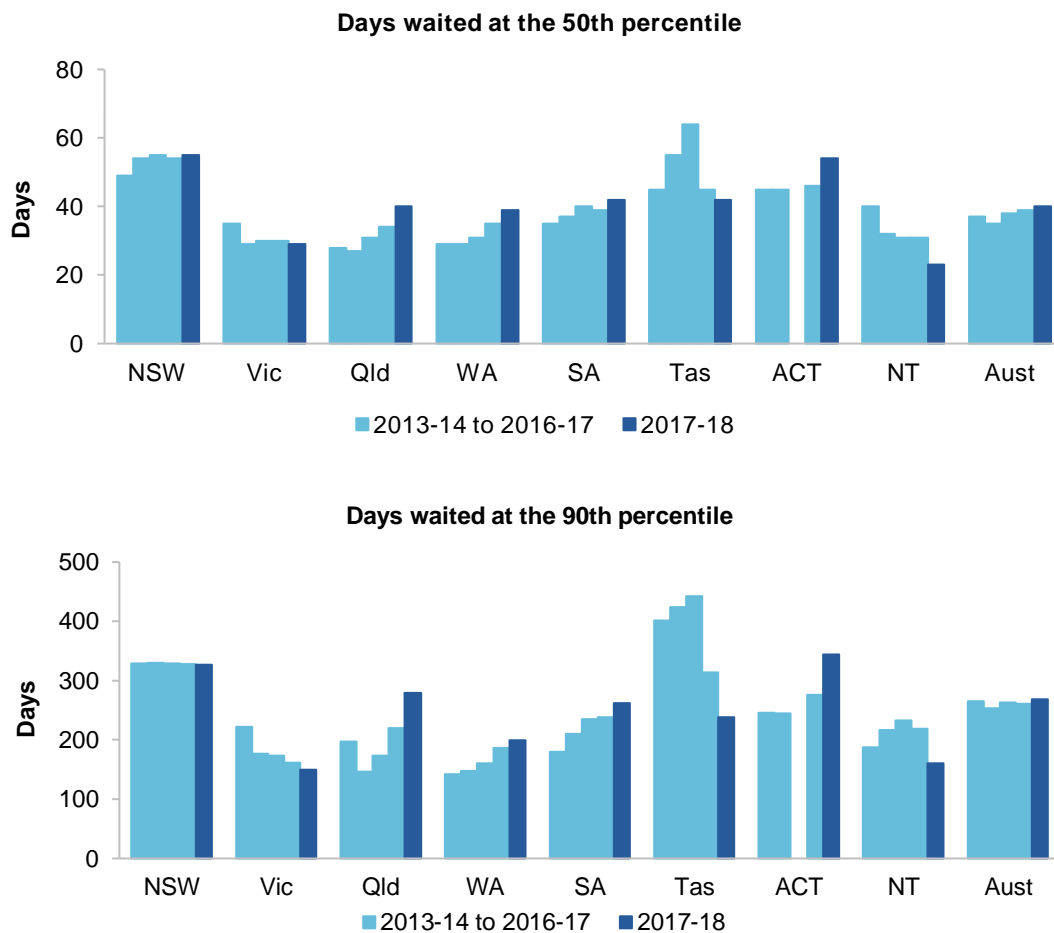 Days waited at the 50th percentile
80
60
40
20
0
Days
NSW Vic Qld WA SA Tas ACT NT Aust
2013-14 to 2016-17 2017-18
Days waited at the 90th percentile
500
400
300
200
100
0
Days
NSW Vic Qld WA SA Tas ACT NT Aust
2013-14 to 2016-17 2017-18